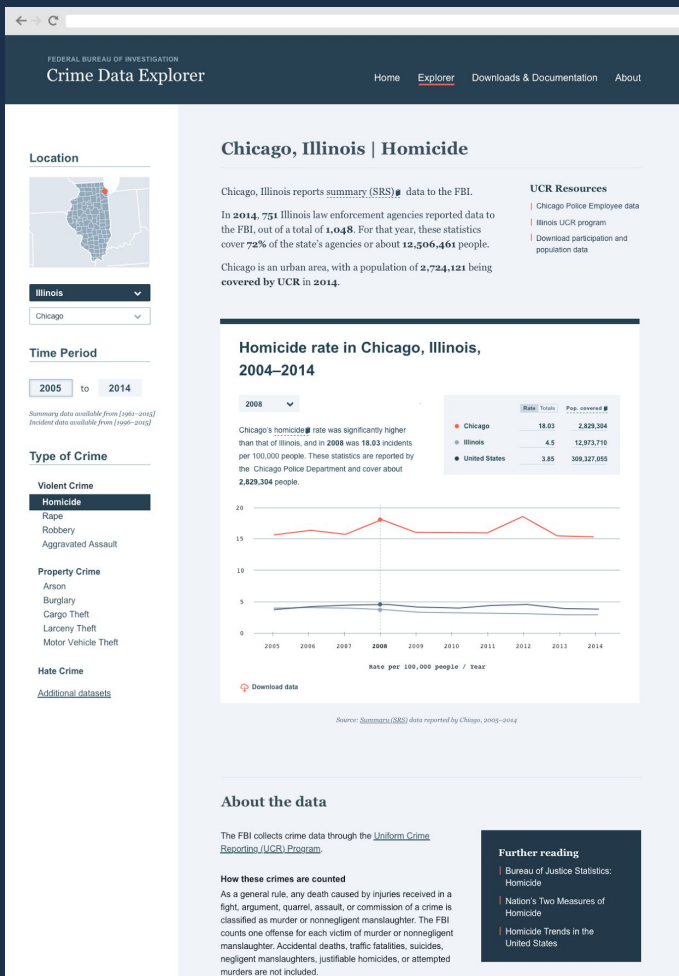 FEDERAL BUREAU OF INVESTIGATION
Crime Data Explorer
Home Explorer Downloads & Documentation About
Location
Illinois
Chicago
Time Period
2005 to 2014
Summary data available from [1961–2015]
Incident data available from [1996–2015]
Type of Crime
Violent Crime
Homicide
Rape
Robbery
Aggravated Assault
Property Crime
Arson
Burglary
Cargo Theft
Larceny Theft
Motor Vehicle Theft
Hate Crime
Additional datasets
Chicago, Illinois | Homicide
Chicago, Illinois reports summary (SRS) data to the FBI.
In 2014, 751 Illinois law enforcement agencies reported data to
the FBI, out of a total of 1,048. For that year, these statistics
cover 72% of the state's agencies or about 12,506,461 people.
Chicago is an urban area, with a population of 2,724,121 being
covered by UCR in 2014.
UCR Resources
Chicago Police Employee data
Illinois UCR program
Download participation and
population data
Homicide rate in Chicago, Illinois,
2004–2014
2008
Chicago's homicide rate was significantly higher
than that of Illinois, and in 2008 was 18.03 incidents
per 100,000 people. These statistics are reported by
the Chicago Police Department and cover about
2,829,304 people.
Rate Totals Pop. covered
Chicago 18.03 2,829,304
Illinois 4.5 12,973,710
United States 3.85 309,327,055
20
15
10
5
0
2005 2006 2007 2008 2009 2010 2011 2012 2013 2014
Rate per 100,000 people / Year
Download data
Source: Summary (SRS) data reported by Chiago, 2005–2014
About the data
The FBI collects crime data through the Uniform Crime
Reporting (UCR) Program.
How these crimes are counted
As a general rule, any death caused by injuries received in a
fight, argument, quarrel, assault, or commission of a crime is
classified as murder or nonnegligent manslaughter. The FBI
counts one offense for each victim of murder or nonnegligent
manslaughter. Accidental deaths, traffic fatalities, suicides,
negligent manslaughters, justifiable homicides, or attempted
murders are not included.
Further reading
Bureau of Justice Statistics:
Homicide
Nation's Two Measures of
Homicide
Homicide Trends in the
United States